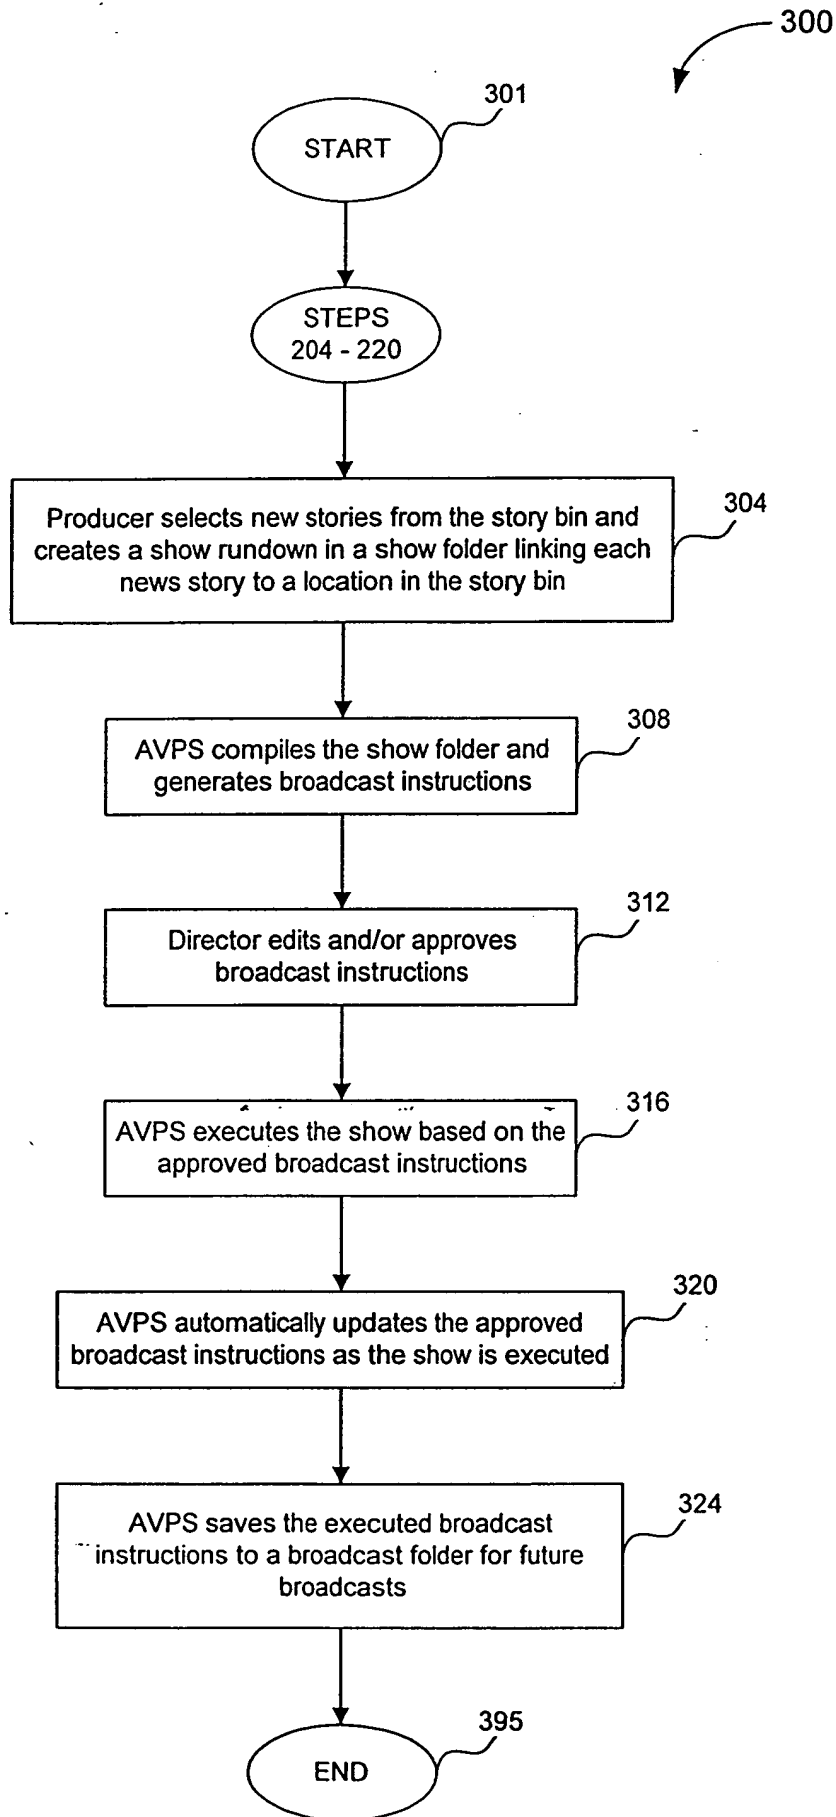 300
301
START
STEPS
204 - 220
304
Producer selects new stories from the story bin and
creates a show rundown in a show folder linking each
news story to a location in the story bin
308
AVPS compiles the show folder and
generates broadcast instructions
312
Director edits and/or approves
broadcast instructions
316
AVPS executes the show based on the
approved broadcast instructions
320
AVPS automatically updates the approved
broadcast instructions as the show is executed
324
AVPS saves the executed broadcast
instructions to a broadcast folder for future
broadcasts
395
END